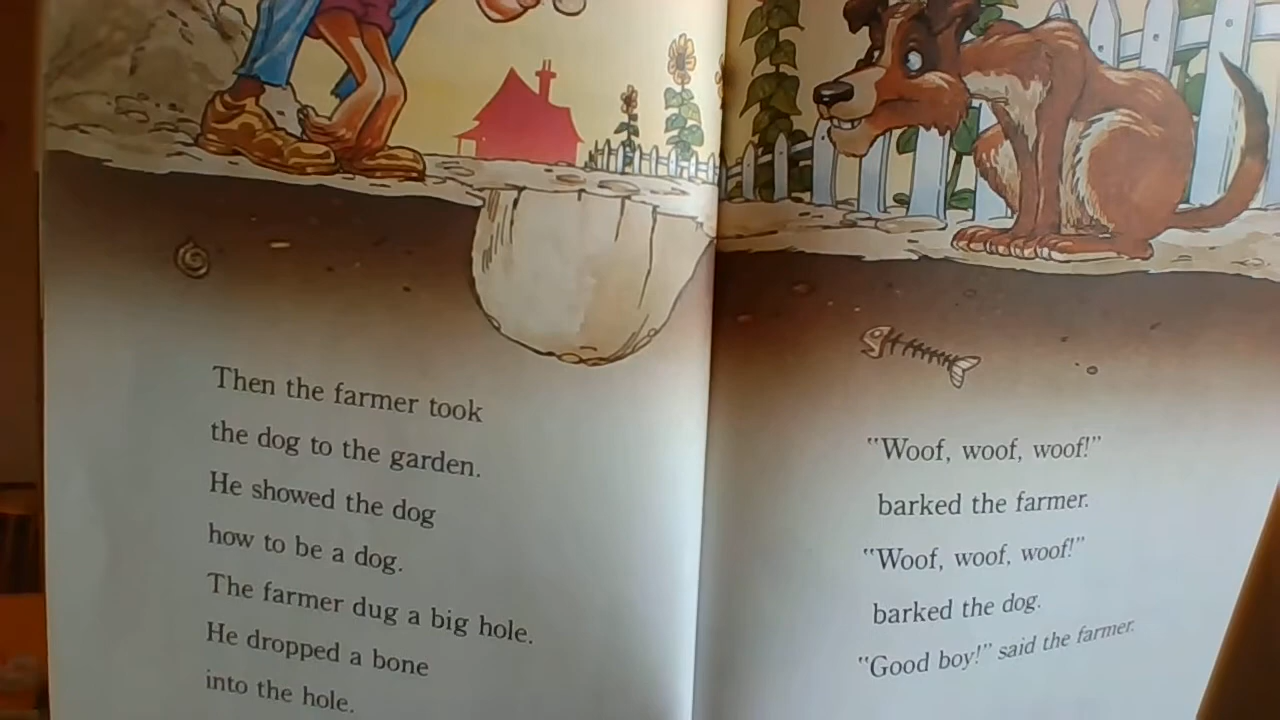 Then the farmer took
the dog to the garden.
He showed the dog
how to be a dog.
The farmer dug a big hole.
He dropped a bone
into the hole.
"Woof, woof, woof!"
barked the farmer.
"Woof, woof, woof!"
barked the dog.
"Good boy!" said the farmer.